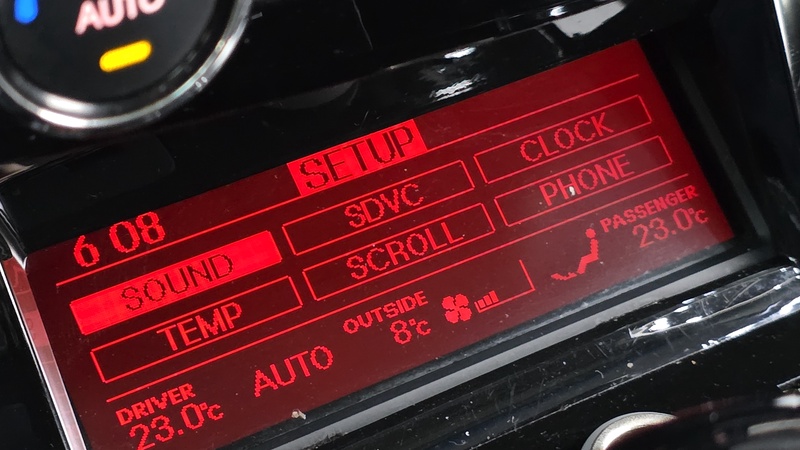 AUTO
SETUP
6 08
SOUND SDVC CLOCK
TEMP SCROLL PHONE
DRIVER 23.0°c
AUTO
OUTSIDE 8°c
PASSENGER 23.0°c